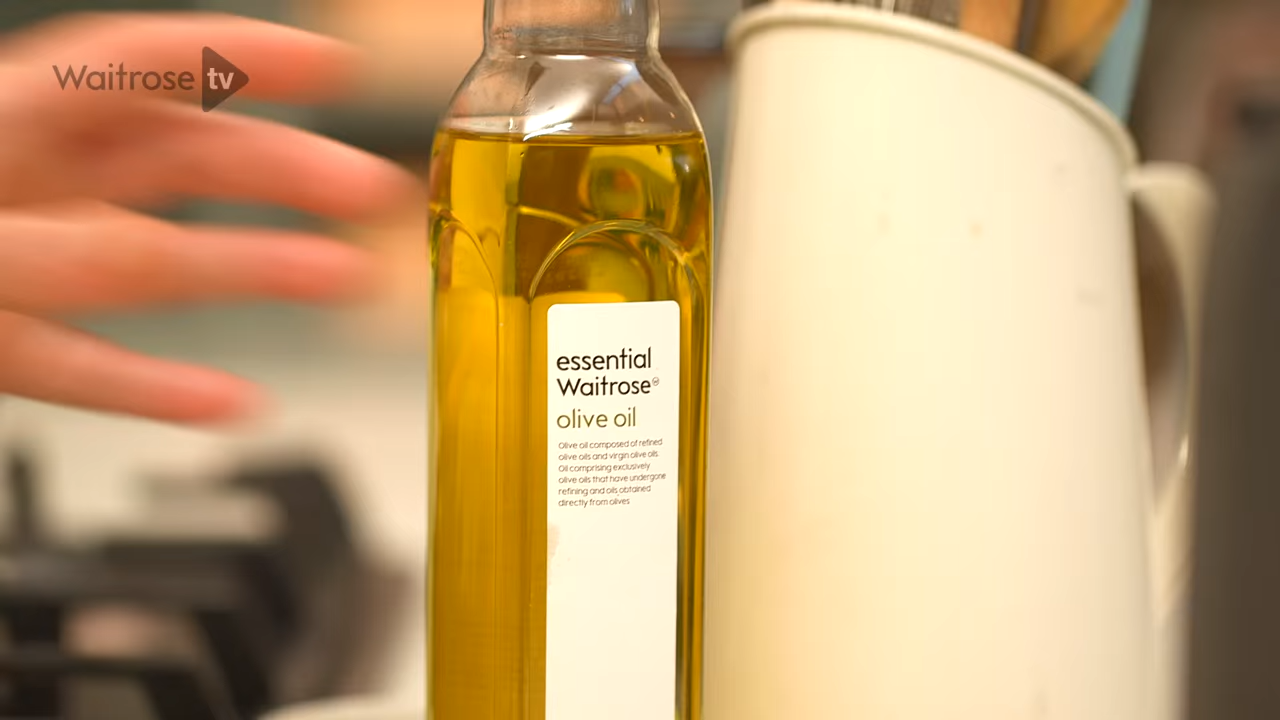 Waitrose tv
essential
Waitrose
olive oil
Olive oil composed of refined
olive oils and virgin olive oils
Oil comprising exclusively
olive oils that have undergone
refining and oils obtained
directly from olives